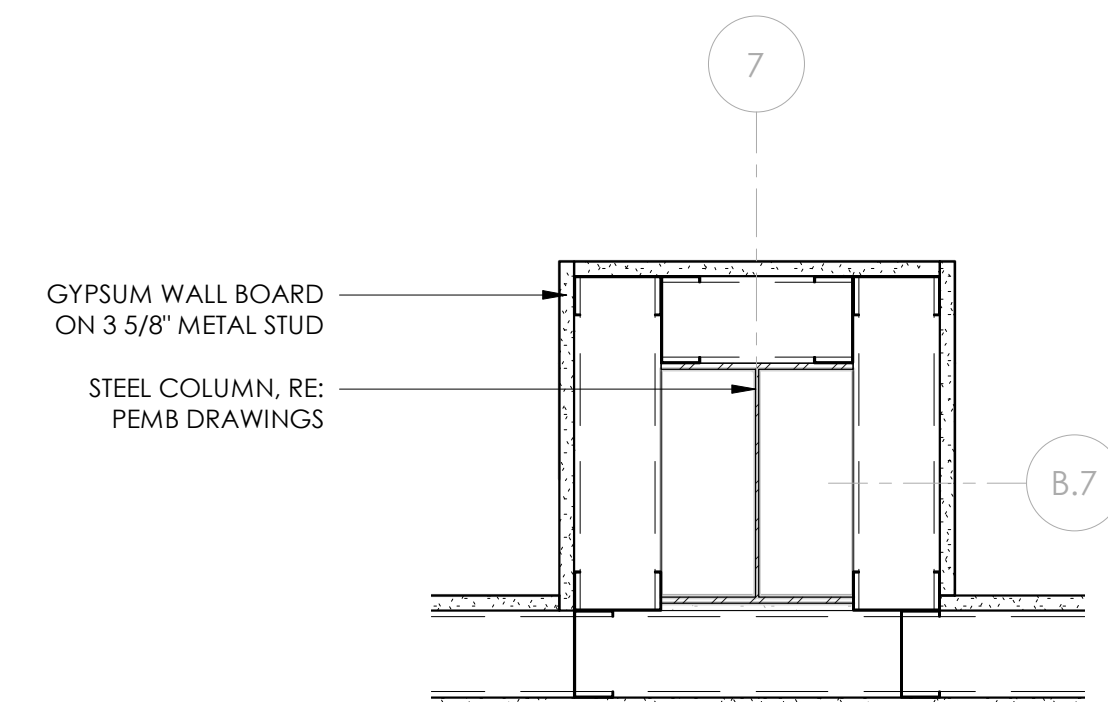 7
GYPSUM WALL BOARD
ON 3 5/8" METAL STUD
STEEL COLUMN, RE:
PEMB DRAWINGS
B.7